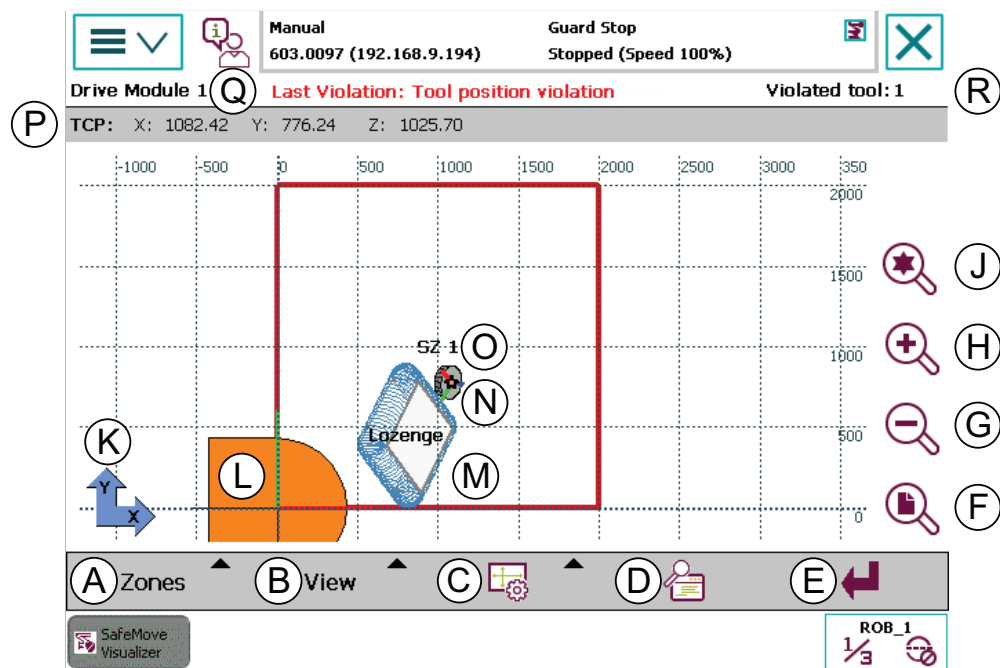 Manual
Guard Stop
603.0097 (192.168.9.194)
Stopped (Speed 100%)
Drive Module 1
Q
Last Violation: Tool position violation
Violated tool: 1
R
P
TCP: X: 1082.42 Y: 776.24 Z: 1025.70
-1000 -500 0 500 1000 1500 2000 2500 3000 350
2000
J
1500
SZ 1
O
1000
H
N
K
Lozenge
500
G
Y
L
M
X
0
F
A
Zones
B
View
C
D
E
SafeMove
Visualizer
ROB_1
1/3